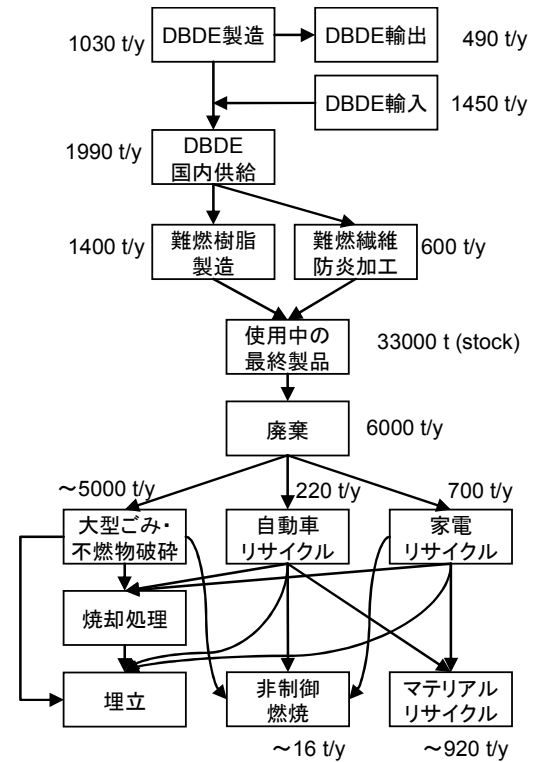 1030 t/y
DBDE製造
DBDE輸出
490 t/y
DBDE輸入
1450 t/y
1990 t/y
DBDE
国内供給
1400 t/y
難燃樹脂
製造
難燃繊維
防炎加工
600 t/y
使用中の
最終製品
33000 t (stock)
廃棄
6000 t/y
～5000 t/y
220 t/y
700 t/y
大型ごみ・
不燃物破砕
自動車
リサイクル
家電
リサイクル
焼却処理
埋立
非制御
燃焼
マテリアル
リサイクル
～16 t/y
～920 t/y